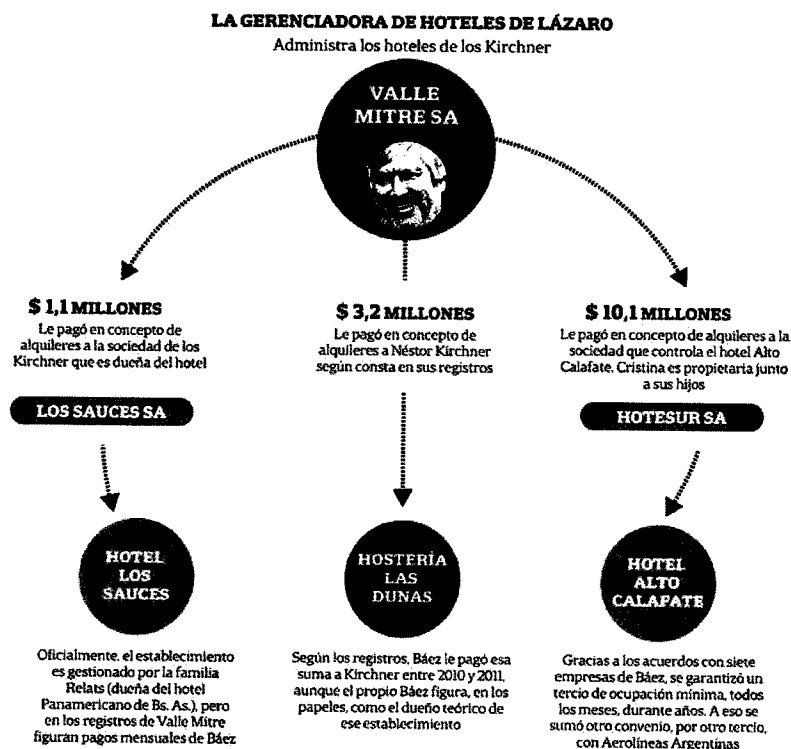 LA GERENCIADORA DE HOTELES DE LÁZARO
Administra los hoteles de los Kirchner
VALLE
MITRE SA
$ 1,1 MILLONES
Le pagó en concepto de
alquileres a la sociedad de los
Kirchner que es dueña del hotel
LOS SAUCES SA
HOTEL
LOS
SAUCES
Oficialmente, el establecimiento
es gestionado por la familia
Relats (dueña del hotel
Panamericano de Bs. As.), pero
en los registros de Valle Mitre
figuran pagos mensuales de Báez
$ 3,2 MILLONES
Le pagó en concepto de
alquileres a Néstor Kirchner
según consta en sus registros
HOSTERÍA
LAS
DUNAS
Según los registros, Báez le pagó esa
suma a Kirchner entre 2010 y 2011,
aunque el propio Báez figura, en los
papeles, como el dueño teórico de
ese establecimiento
$ 10,1 MILLONES
Le pagó en concepto de alquileres a la
sociedad que controla el hotel Alto
Calafate. Cristina es propietaria junto
a sus hijos
HOTESUR SA
HOTEL
ALTO
CALAFATE
Gracias a los acuerdos con siete
empresas de Báez, se garantizó un
tercio de ocupación mínima, todos
los meses, durante años. A eso se
sumó otro convenio, por otro tercio,
con Aerolíneas Argentinas